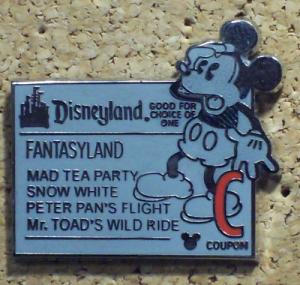 Disneyland.
GOOD FOR
CHOICE OF
ONE
FANTASYLAND
MAD TEA PARTY
SNOW WHITE
PETER PAN'S FLIGHT
Mr. TOAD'S WILD RIDE
C
COUPON